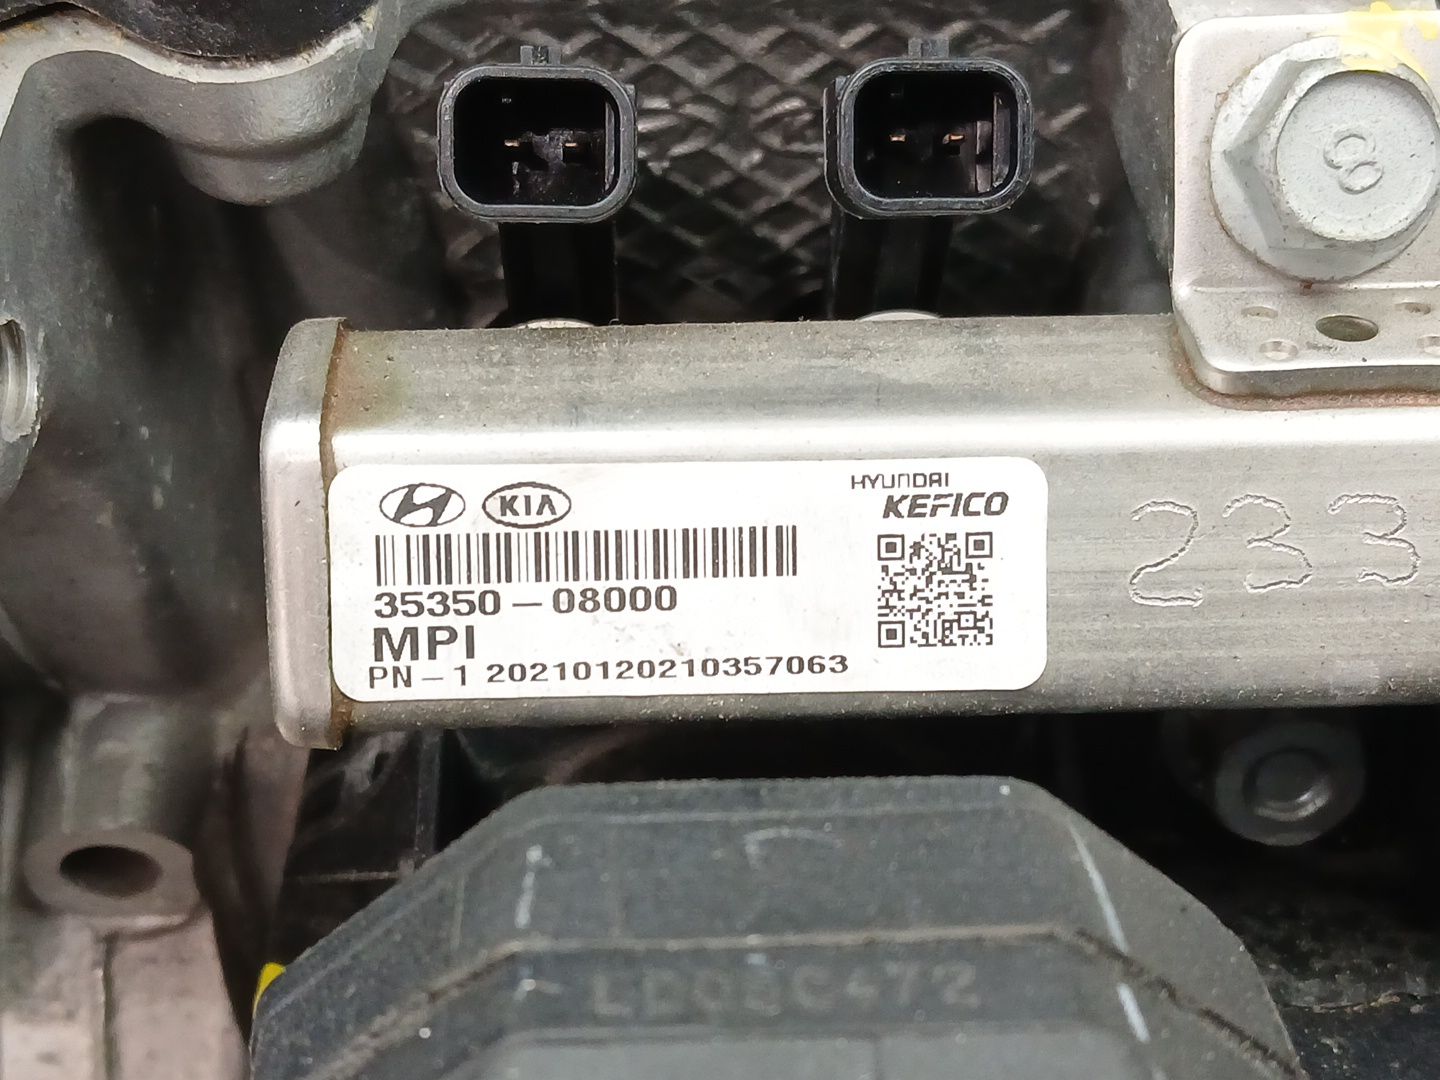 8
KIA
HYUNDAI
KEFICO
35350-08000
MPI
PN-1 20210120210357063
233